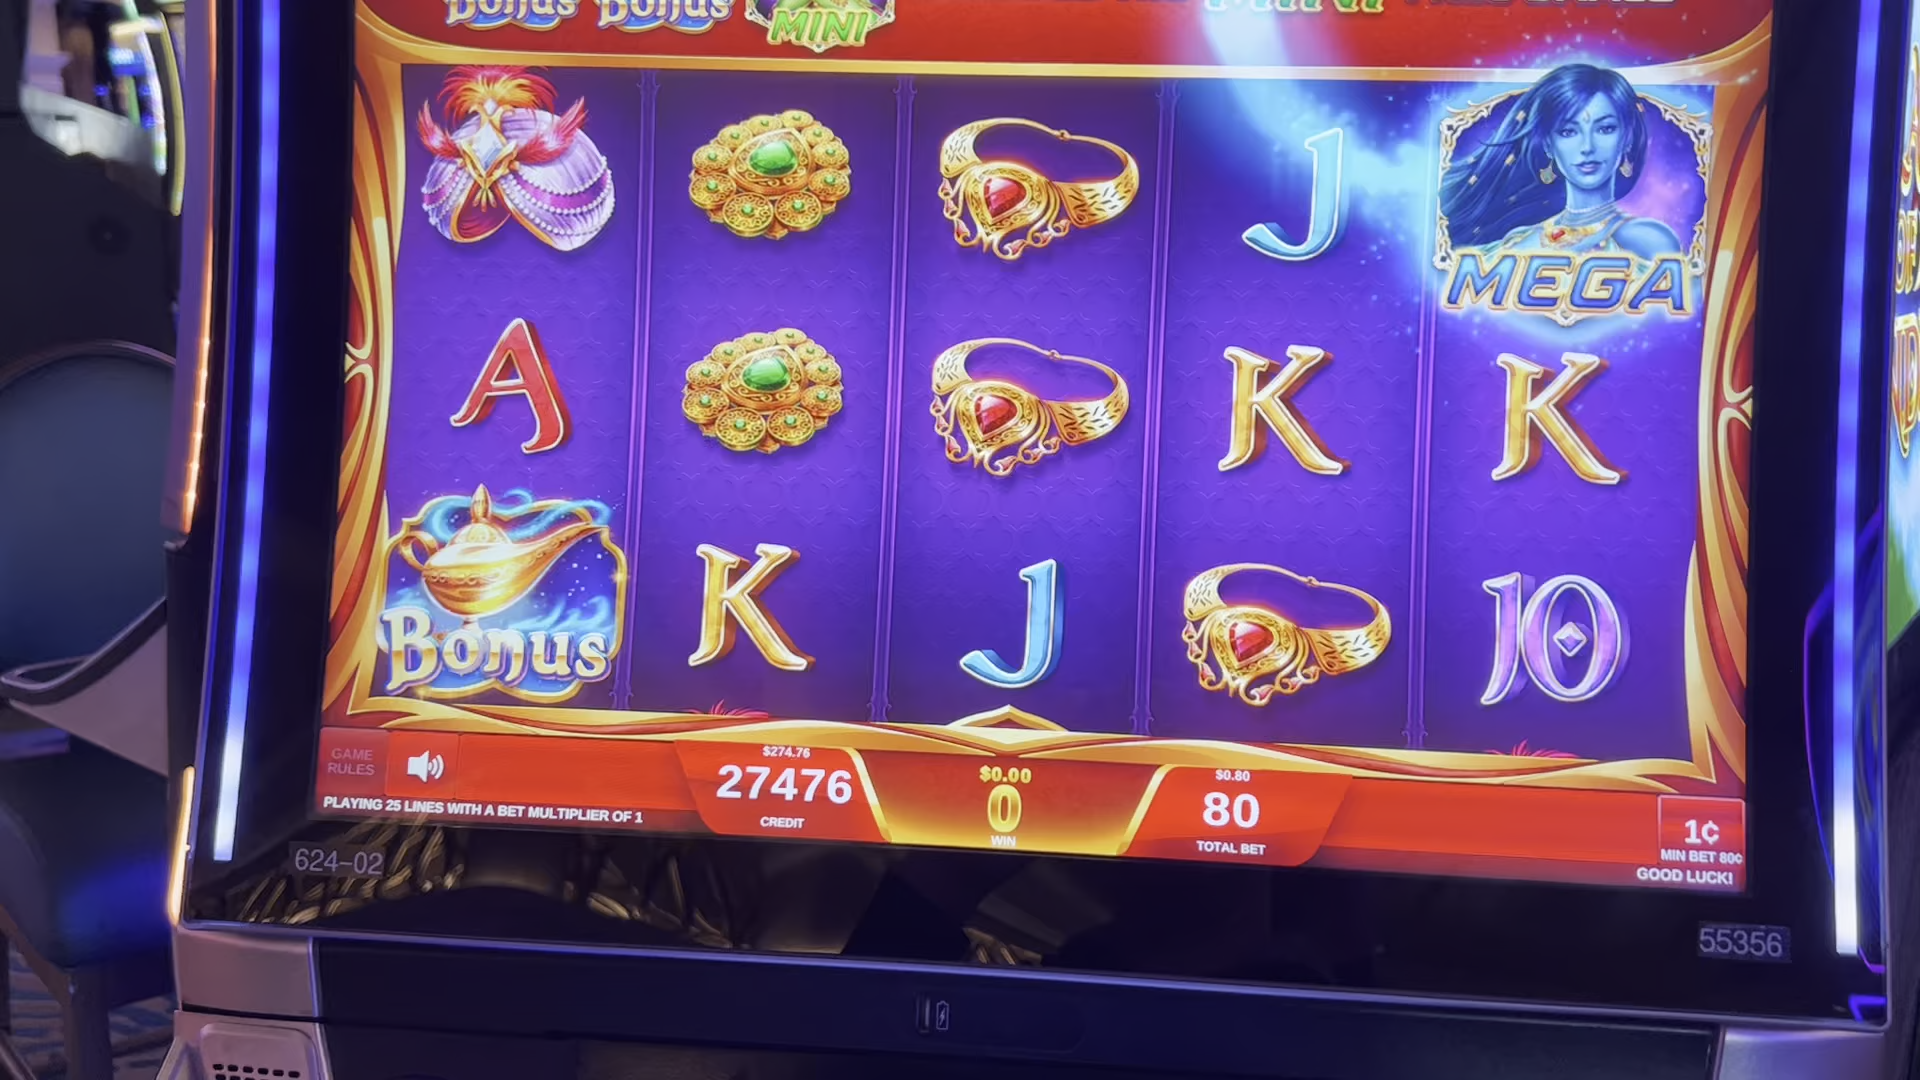 Bonus Bonus
MINI
MINI
J
MEGA
A
K
K
Bonus
K
J
10
GAME
RULES
$274.76
27476
CREDIT
$0.00
0
WIN
$0.80
80
TOTAL BET
1¢
MIN BET 80¢
GOOD LUCK!
PLAYING 25 LINES WITH A BET MULTIPLIER OF 1
624-02
55356